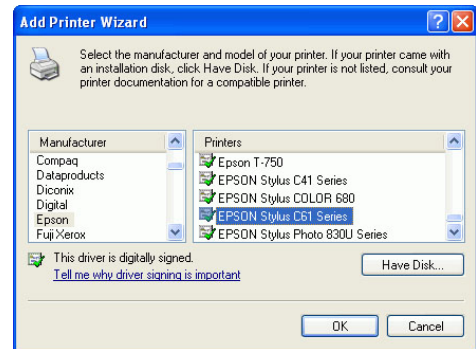 Add Printer Wizard
Select the manufacturer and model of your printer. If your printer came with
an installation disk, click Have Disk. If your printer is not listed, consult your
printer documentation for a compatible printer.
Manufacturer
Compaq
Dataproducts
Diconix
Digital
Epson
Fuji Xerox
Printers
Epson T-750
EPSON Stylus C41 Series
EPSON Stylus COLOR 680
EPSON Stylus C61 Series
EPSON Stylus Photo 830U Series
This driver is digitally signed.
Tell me why driver signing is important
Have Disk...
OK
Cancel